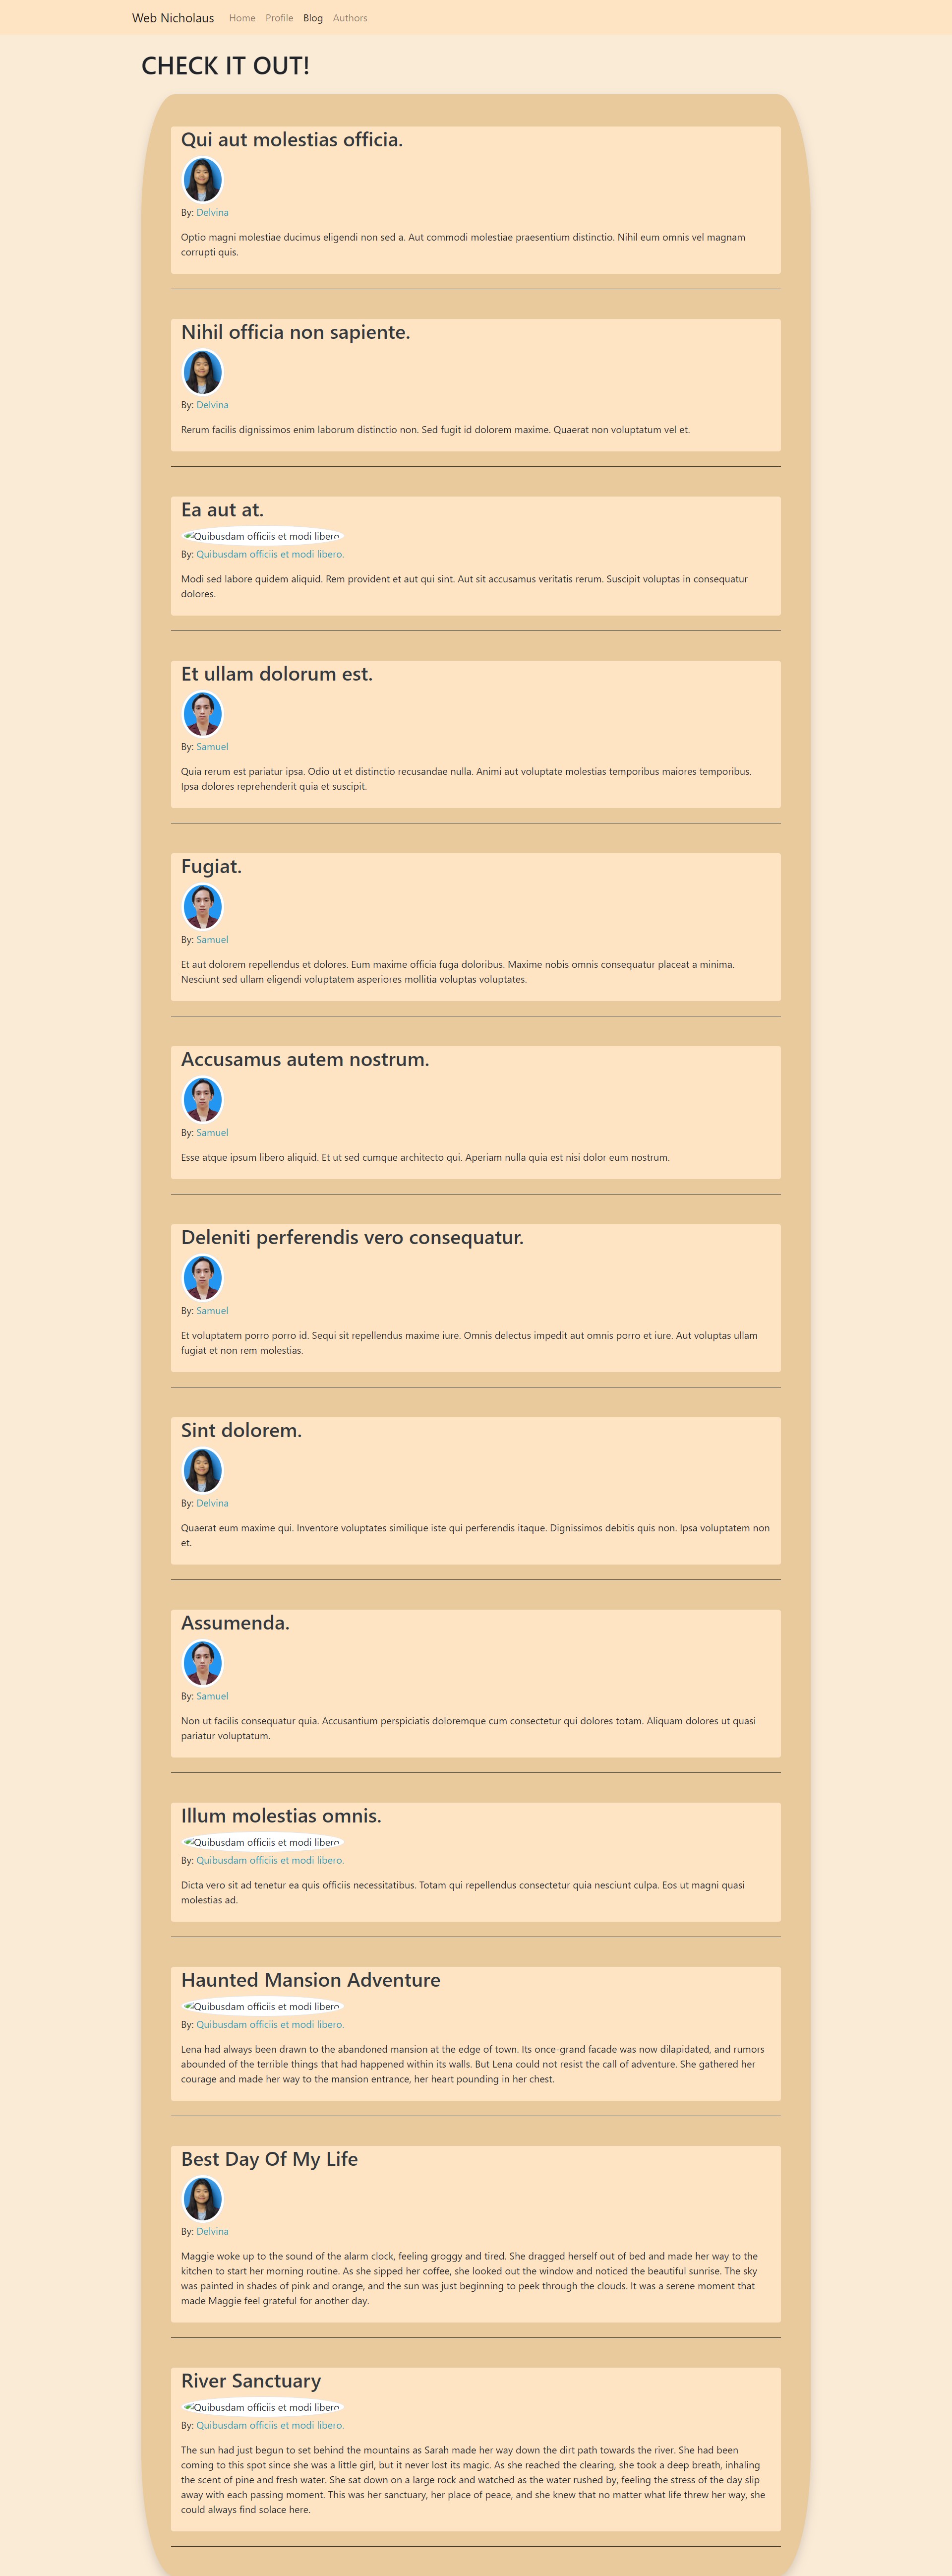 Web Nicholaus Home Profile Blog Authors
CHECK IT OUT!
Qui aut molestias officia.
By: Delvina
Optio magni molestiae ducimus eligendi non sed a. Aut commodi molestiae praesentium distinctio. Nihil eum omnis vel magnam
corrupti quis.
Nihil officia non sapiente.
By: Delvina
Rerum facilis dignissimos enim laborum distinctio non. Sed fugit id dolorem maxime. Quaerat non voluptatum vel et.
Ea aut at.
Quibusdam officiis et modi libero
By: Quibusdam officiis et modi libero.
Modi sed labore quidem aliquid. Rem provident et aut qui sint. Aut sit accusamus veritatis rerum. Suscipit voluptas in consequatur
dolores.
Et ullam dolorum est.
By: Samuel
Quia rerum est pariatur ipsa. Odio ut et distinctio recusandae nulla. Animi aut voluptate molestias temporibus maiores temporibus.
Ipsa dolores reprehenderit quia et suscipit.
Fugiat.
By: Samuel
Et aut dolorem repellendus et dolores. Eum maxime officia fuga doloribus. Maxime nobis omnis consequatur placeat a minima.
Nesciunt sed ullam eligendi voluptatem asperiores mollitia voluptas voluptates.
Accusamus autem nostrum.
By: Samuel
Esse atque ipsum libero aliquid. Et ut sed cumque architecto qui. Aperiam nulla quia est nisi dolor eum nostrum.
Deleniti perferendis vero consequatur.
By: Samuel
Et voluptatem porro porro id. Sequi sit repellendus maxime iure. Omnis delectus impedit aut omnis porro et iure. Aut voluptas ullam
fugiat et non rem molestias.
Sint dolorem.
By: Delvina
Quaerat eum maxime qui. Inventore voluptates similique iste qui perferendis itaque. Dignissimos debitis quis non. Ipsa voluptatem non
et.
Assumenda.
By: Samuel
Non ut facilis consequatur quia. Accusantium perspiciatis doloremque cum consectetur qui dolores totam. Aliquam dolores ut quasi
pariatur voluptatum.
Illum molestias omnis.
Quibusdam officiis et modi libero
By: Quibusdam officiis et modi libero.
Dicta vero sit ad tenetur ea quis officiis necessitatibus. Totam qui repellendus consectetur quia nesciunt culpa. Eos ut magni quasi
molestias ad.
Haunted Mansion Adventure
Quibusdam officiis et modi libero
By: Quibusdam officiis et modi libero.
Lena had always been drawn to the abandoned mansion at the edge of town. Its once-grand facade was now dilapidated, and rumors
abounded of the terrible things that had happened within its walls. But Lena could not resist the call of adventure. She gathered her
courage and made her way to the mansion entrance, her heart pounding in her chest.
Best Day Of My Life
By: Delvina
Maggie woke up to the sound of the alarm clock, feeling groggy and tired. She dragged herself out of bed and made her way to the
kitchen to start her morning routine. As she sipped her coffee, she looked out the window and noticed the beautiful sunrise. The sky
was painted in shades of pink and orange, and the sun was just beginning to peek through the clouds. It was a serene moment that
made Maggie feel grateful for another day.
River Sanctuary
Quibusdam officiis et modi libero
By: Quibusdam officiis et modi libero.
The sun had just begun to set behind the mountains as Sarah made her way down the dirt path towards the river. She had been
coming to this spot since she was a little girl, but it never lost its magic. As she reached the clearing, she took a deep breath, inhaling
the scent of pine and fresh water. She sat down on a large rock and watched as the water rushed by, feeling the stress of the day slip
away with each passing moment. This was her sanctuary, her place of peace, and she knew that no matter what life threw her way, she
could always find solace here.